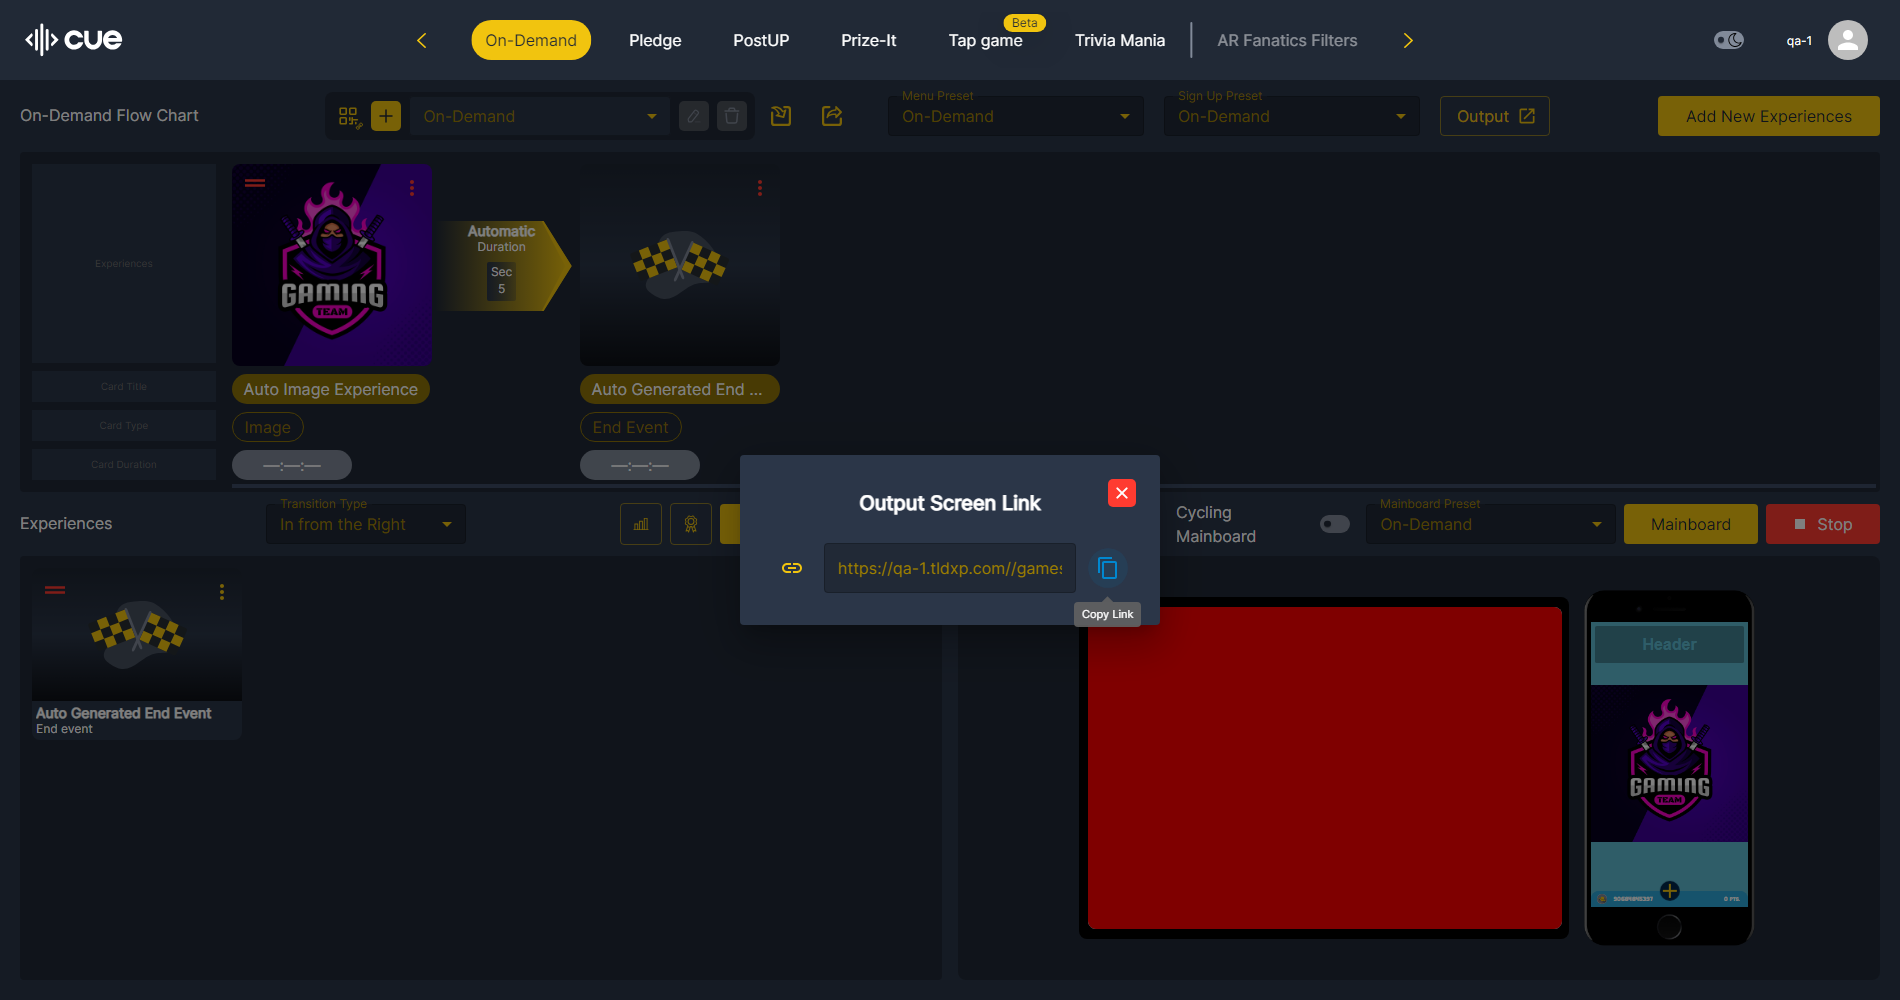 cue
On-Demand
Pledge
PostUP
Prize-It
Tap game
Beta
Trivia Mania
AR Fanatics Filters
qa-1
On-Demand Flow Chart
On-Demand
Menu Preset
On-Demand
Sign Up Preset
On-Demand
Output
Add New Experiences
Experiences
Card Title
Card Type
Card Duration
GAMING
TEAM
Automatic
Duration
Sec
5
Auto Image Experience
Image
—:—:—
Auto Generated End ...
End Event
—:—:—
Output Screen Link
https://qa-1.tldxp.com//games
Copy Link
Experiences
Transition Type
In from the Right
Cycling
Mainboard
Mainboard Preset
On-Demand
Mainboard
Stop
Auto Generated End Event
End event
Header
GAMING
TEAM
0 PTS.